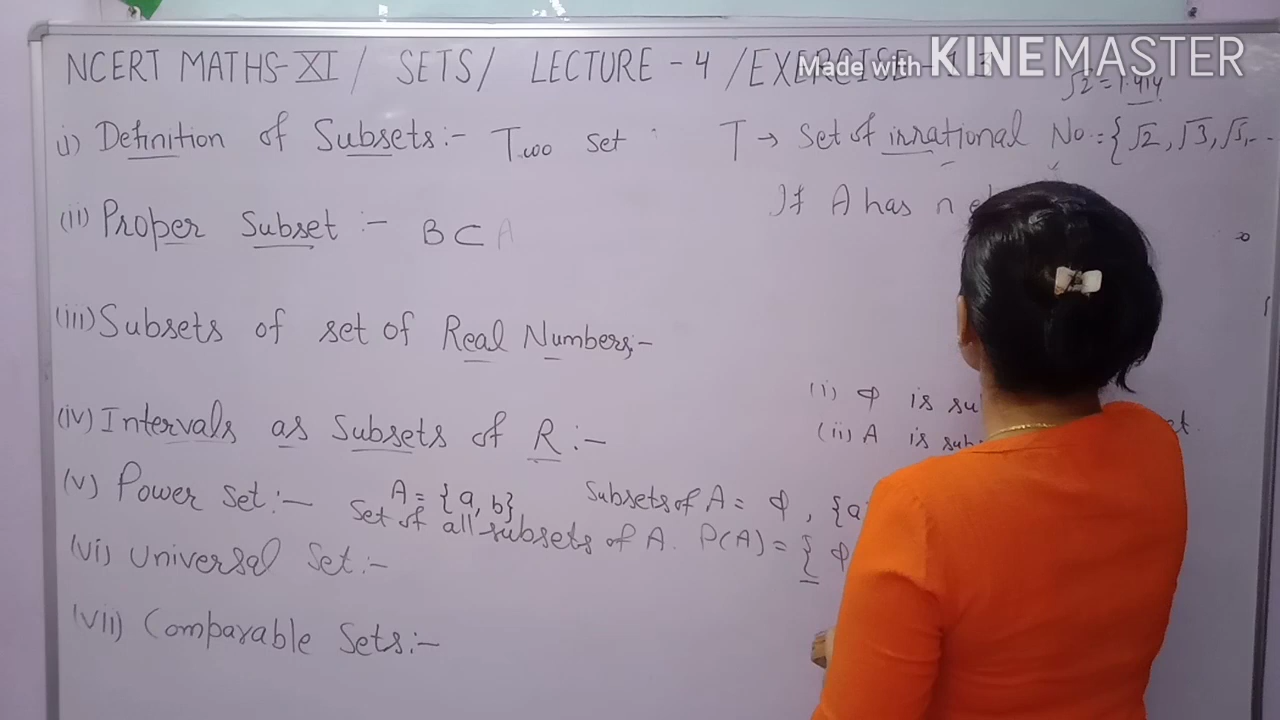 NCERT MATHS-XI / SETS / LECTURE - 4 / EXERCISE - 1.3
Made with KINEMASTER
√2 = 1.414
i) Definition of Subsets:- Two set
T → Set of irrational No. = {√2, √3, √5, --
(ii) Proper Subset :- B ⊂ A
If A has n
(iii) Subsets of set of Real Numbers:-
(i) φ is
(ii) A is
(iv) Intervals as Subsets of R :-
(v) Power Set :- A = {a, b} Subsets of A = φ , {a
Set of all subsets of A. P(A) = { φ
(vi) Universal Set:-
(vii) Comparable Sets:-